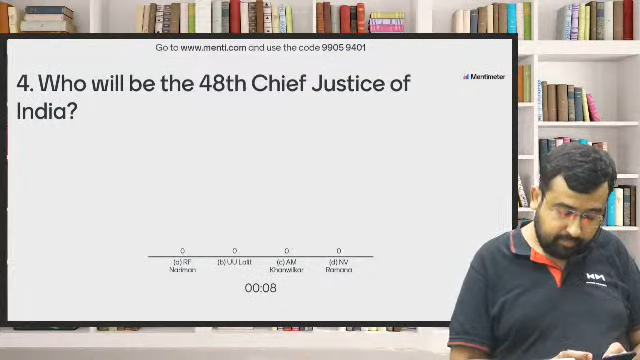 Go to www.menti.com and use the code 9905 9401
4. Who will be the 48th Chief Justice of
India?
Mentimeter
0 0 0 0
(a) RF
Nariman
(b) UU Lalit
(c) AM
Khanwilkar
(d) NV
Ramana
00:08